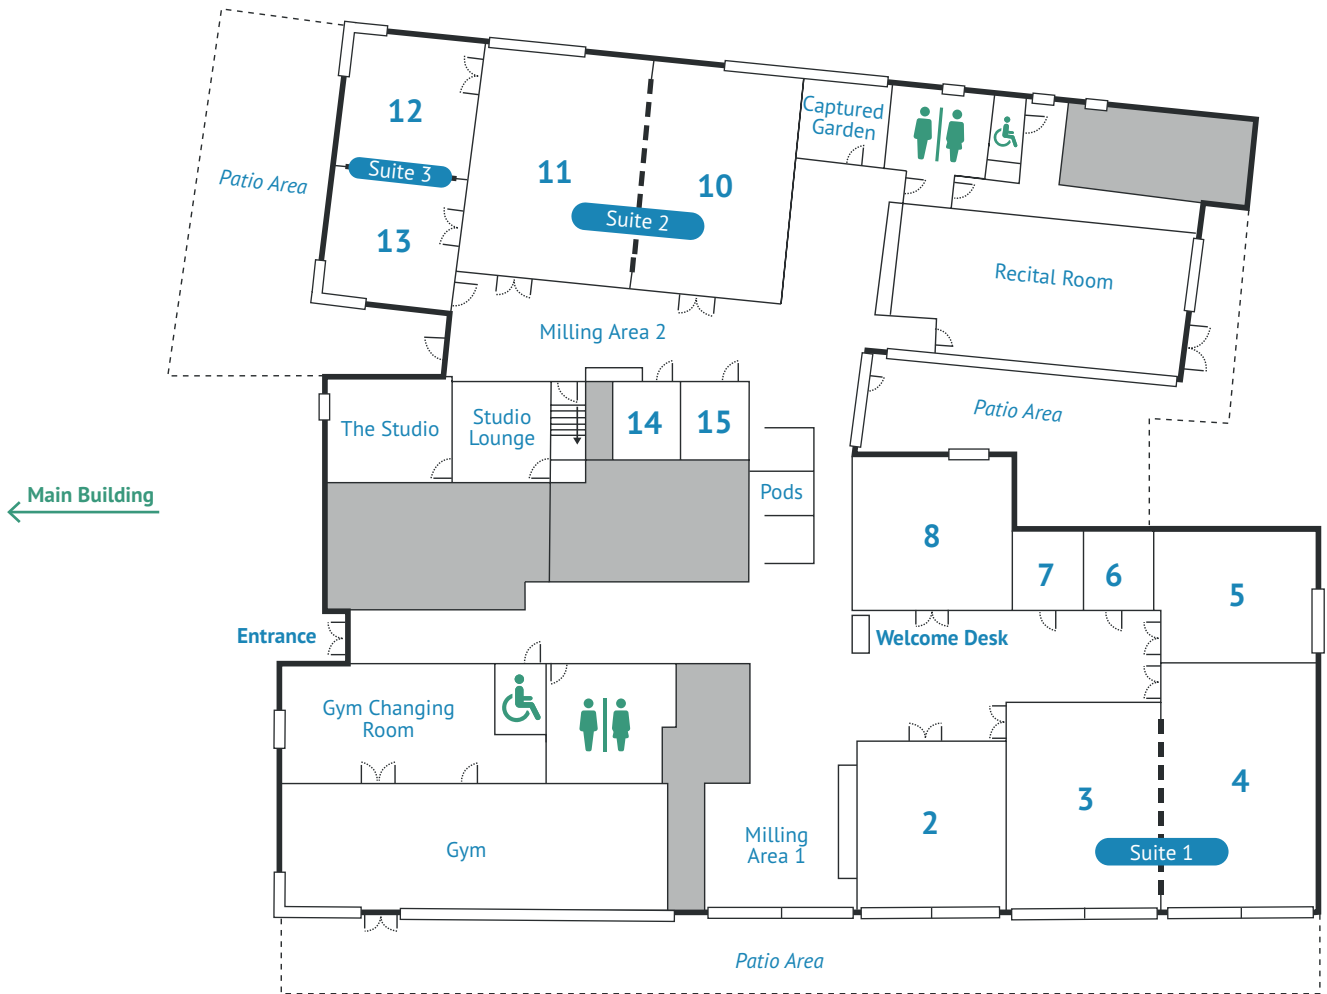 12
Suite 3
13
Patio Area
11
10
Suite 2
Captured
Garden
Recital Room
Milling Area 2
Patio Area
The Studio
Studio
Lounge
14
15
Pods
Main Building
8
7
6
5
Entrance
Welcome Desk
Gym Changing
Room
Gym
Milling
Area 1
2
3
4
Suite 1
Patio Area